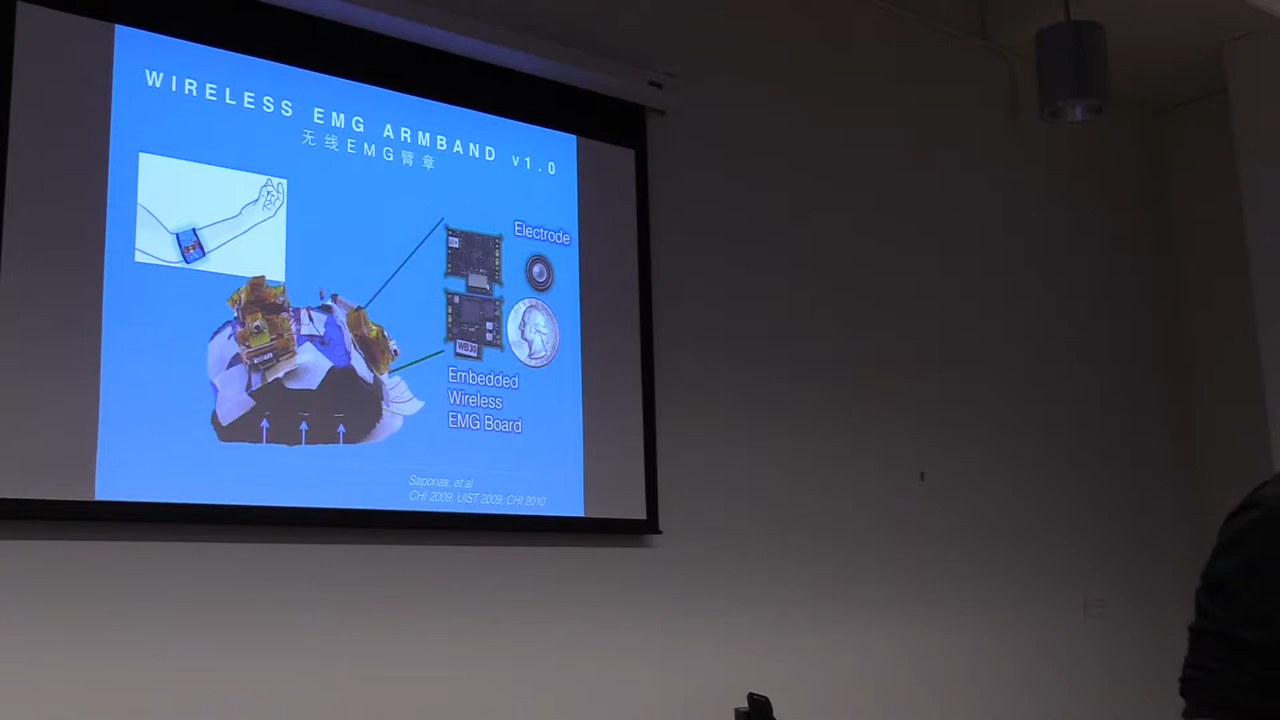 WIRELESS EMG ARMBAND v1.0
无线EMG臂章
Electrode
WB30
Embedded
Wireless
EMG Board
Saponas, et al
CHI 2009, UIST 2009, CHI 2010